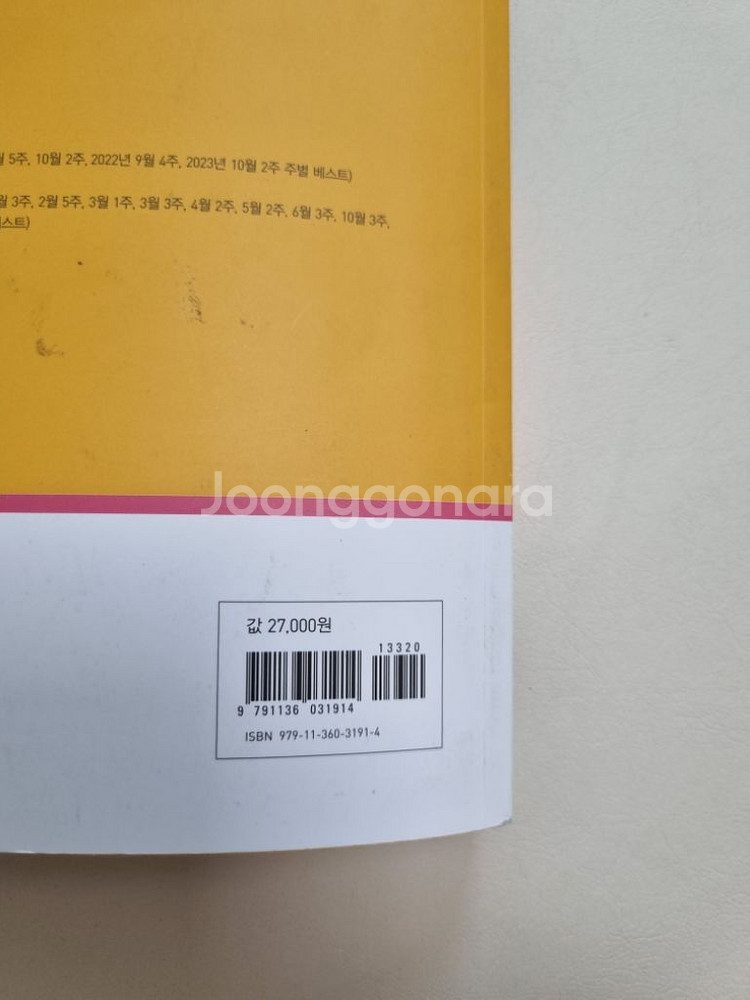 5주, 10월 2주, 2022년 9월 4주, 2023년 10월 2주 주별 베스트)
월 3주, 2월 5주, 3월 1주, 3월 3주, 4월 2주, 5월 2주, 6월 3주, 10월 3주,
스트)
Joonggonara
값 27,000원
13320
9 791136 031914
ISBN 979-11-360-3191-4